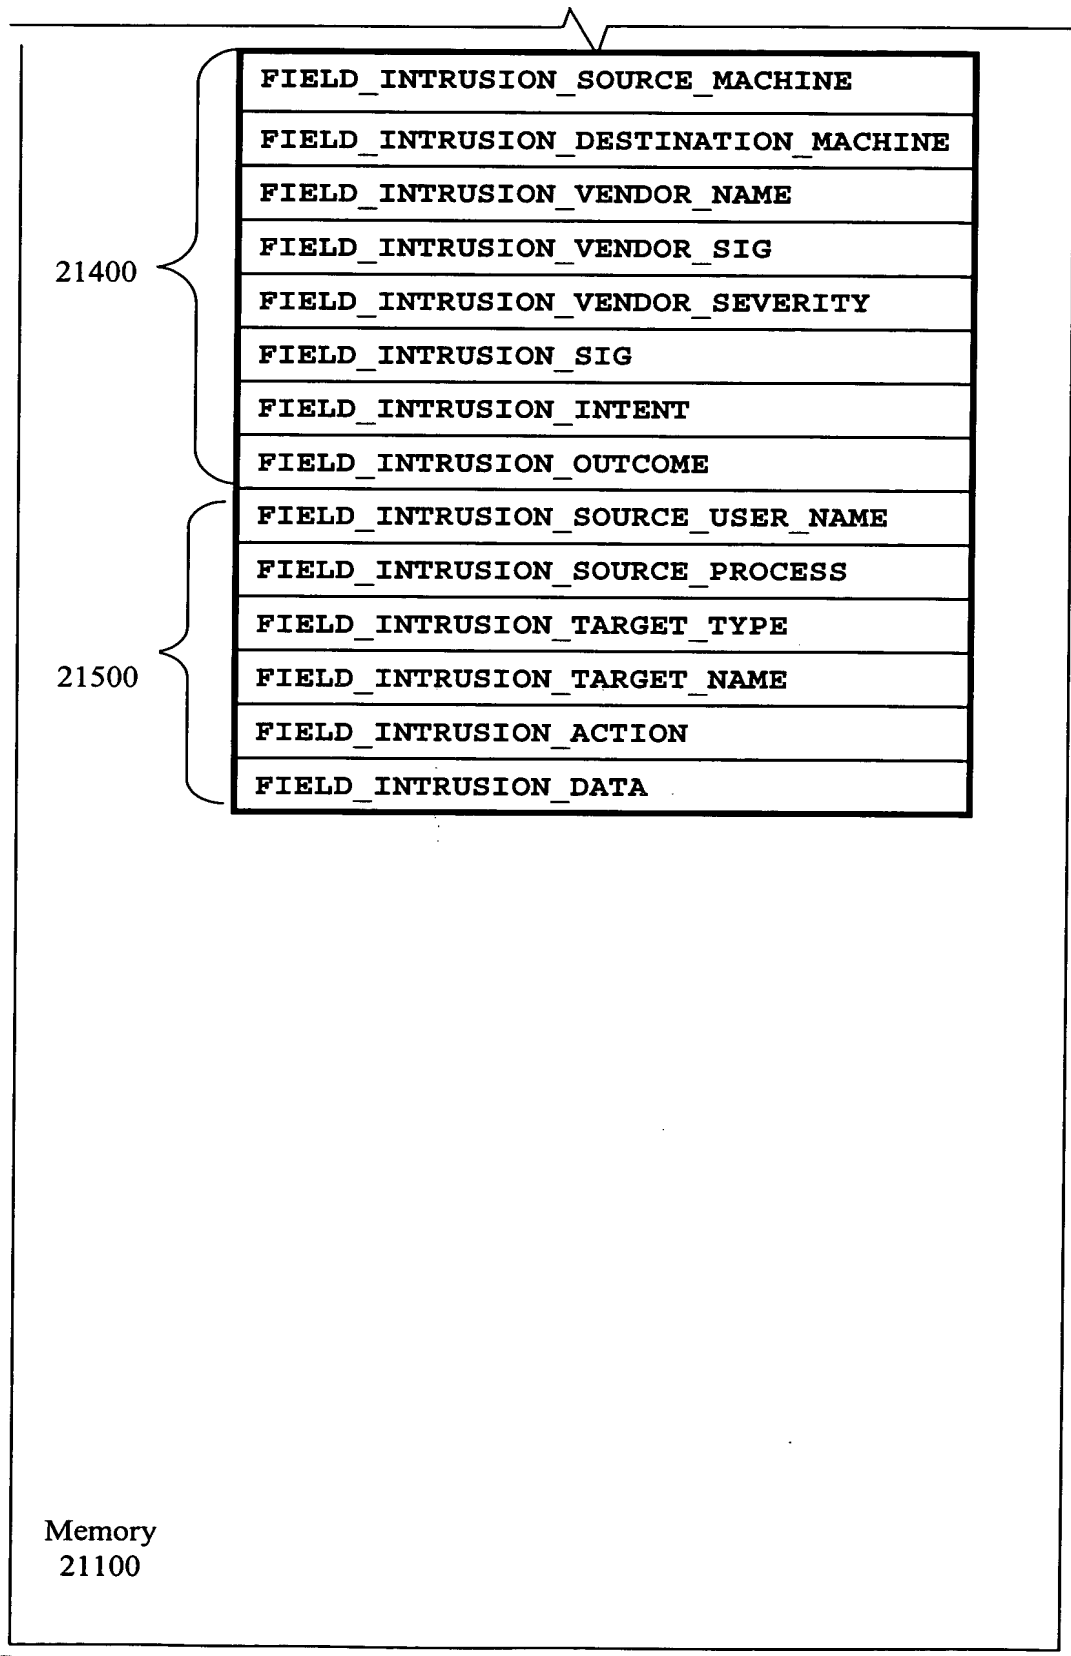 FIELD_INTRUSION_SOURCE_MACHINE
FIELD_INTRUSION_DESTINATION_MACHINE
FIELD_INTRUSION_VENDOR_NAME
FIELD_INTRUSION_VENDOR_SIG
21400
FIELD_INTRUSION_VENDOR_SEVERITY
FIELD_INTRUSION_SIG
FIELD_INTRUSION_INTENT
FIELD_INTRUSION_OUTCOME
FIELD_INTRUSION_SOURCE_USER_NAME
FIELD_INTRUSION_SOURCE_PROCESS
FIELD_INTRUSION_TARGET_TYPE
21500
FIELD_INTRUSION_TARGET_NAME
FIELD_INTRUSION_ACTION
FIELD_INTRUSION_DATA
Memory
21100